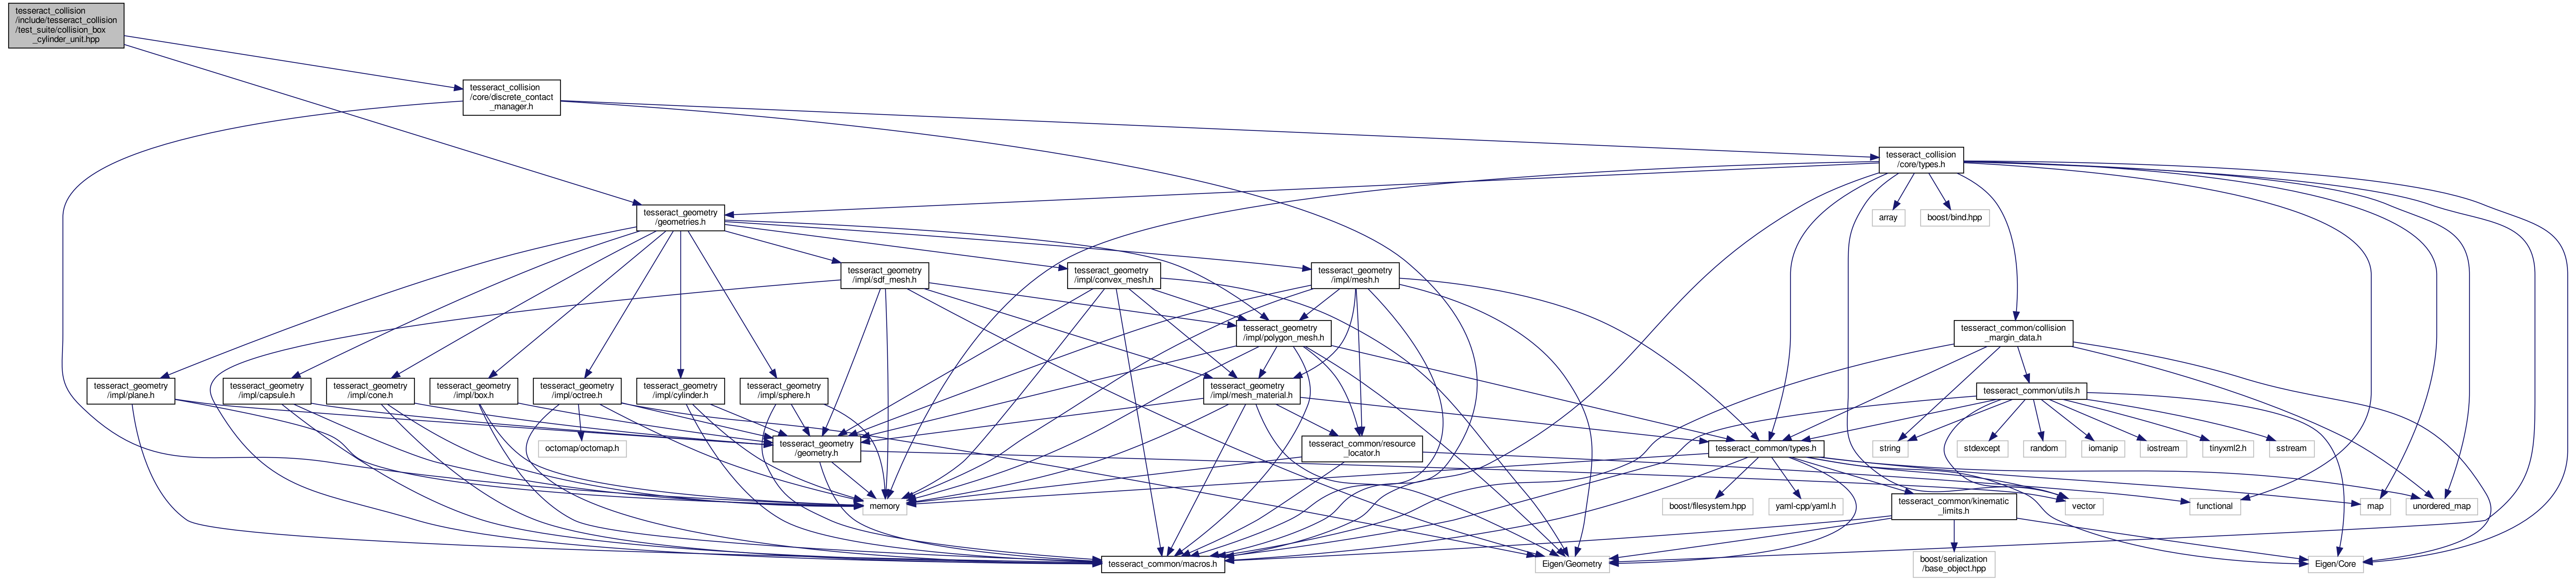 tesseract_collision
/include/tesseract_collision
/test_suite/collision_box
_cylinder_unit.hpp
tesseract_collision
/core/discrete_contact
_manager.h
tesseract_collision
/core/types.h
tesseract_geometry
/geometries.h
array
boost/bind.hpp
tesseract_geometry
/impl/sdf_mesh.h
tesseract_geometry
/impl/convex_mesh.h
tesseract_geometry
/impl/mesh.h
tesseract_geometry
/impl/polygon_mesh.h
tesseract_common/collision
_margin_data.h
tesseract_geometry
/impl/plane.h
tesseract_geometry
/impl/capsule.h
tesseract_geometry
/impl/cone.h
tesseract_geometry
/impl/box.h
tesseract_geometry
/impl/octree.h
tesseract_geometry
/impl/cylinder.h
tesseract_geometry
/impl/sphere.h
tesseract_geometry
/impl/mesh_material.h
tesseract_common/utils.h
octomap/octomap.h
tesseract_geometry
/geometry.h
tesseract_common/resource
_locator.h
tesseract_common/types.h
string
stdexcept
random
iomanip
iostream
tinyxml2.h
sstream
memory
boost/filesystem.hpp
yaml-cpp/yaml.h
tesseract_common/kinematic
_limits.h
vector
functional
map
unordered_map
tesseract_common/macros.h
Eigen/Geometry
boost/serialization
/base_object.hpp
Eigen/Core